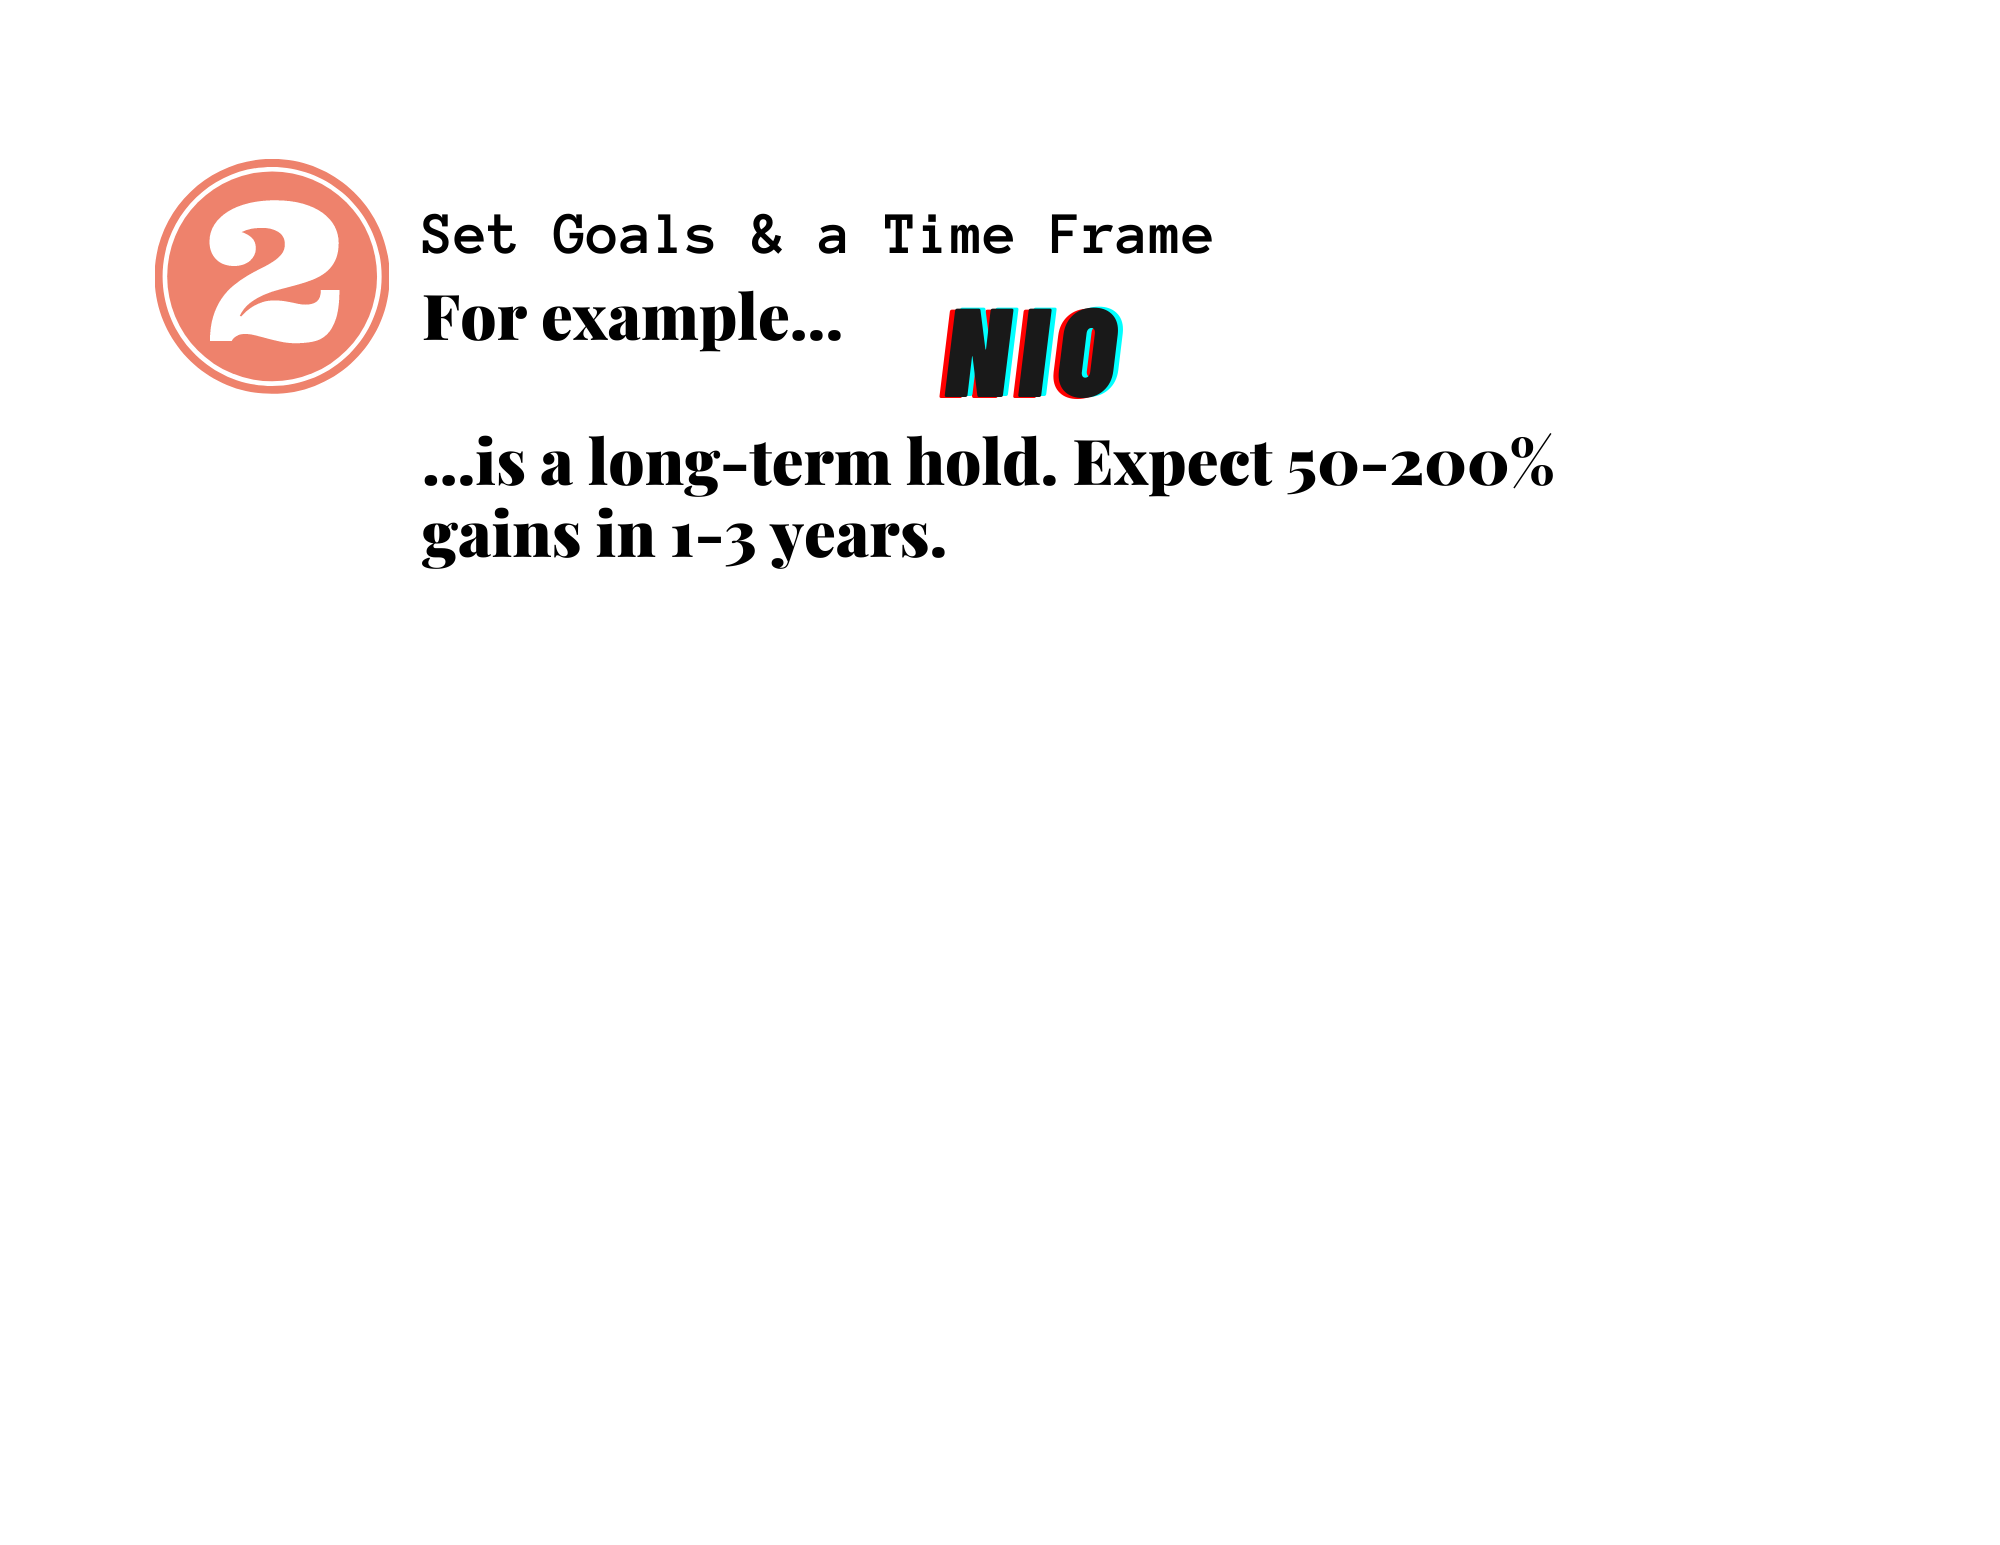 2
Set Goals & a Time Frame
For example...
NIO
...is a long-term hold. Expect 50-200%
gains in 1-3 years.